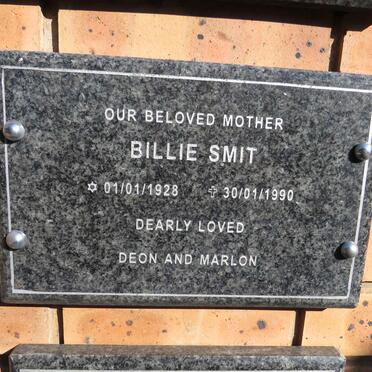 OUR BELOVED MOTHER
BILLIE SMIT
✡ 01/01/1928 ✝ 30/01/1990
DEARLY LOVED
DEON AND MARLON